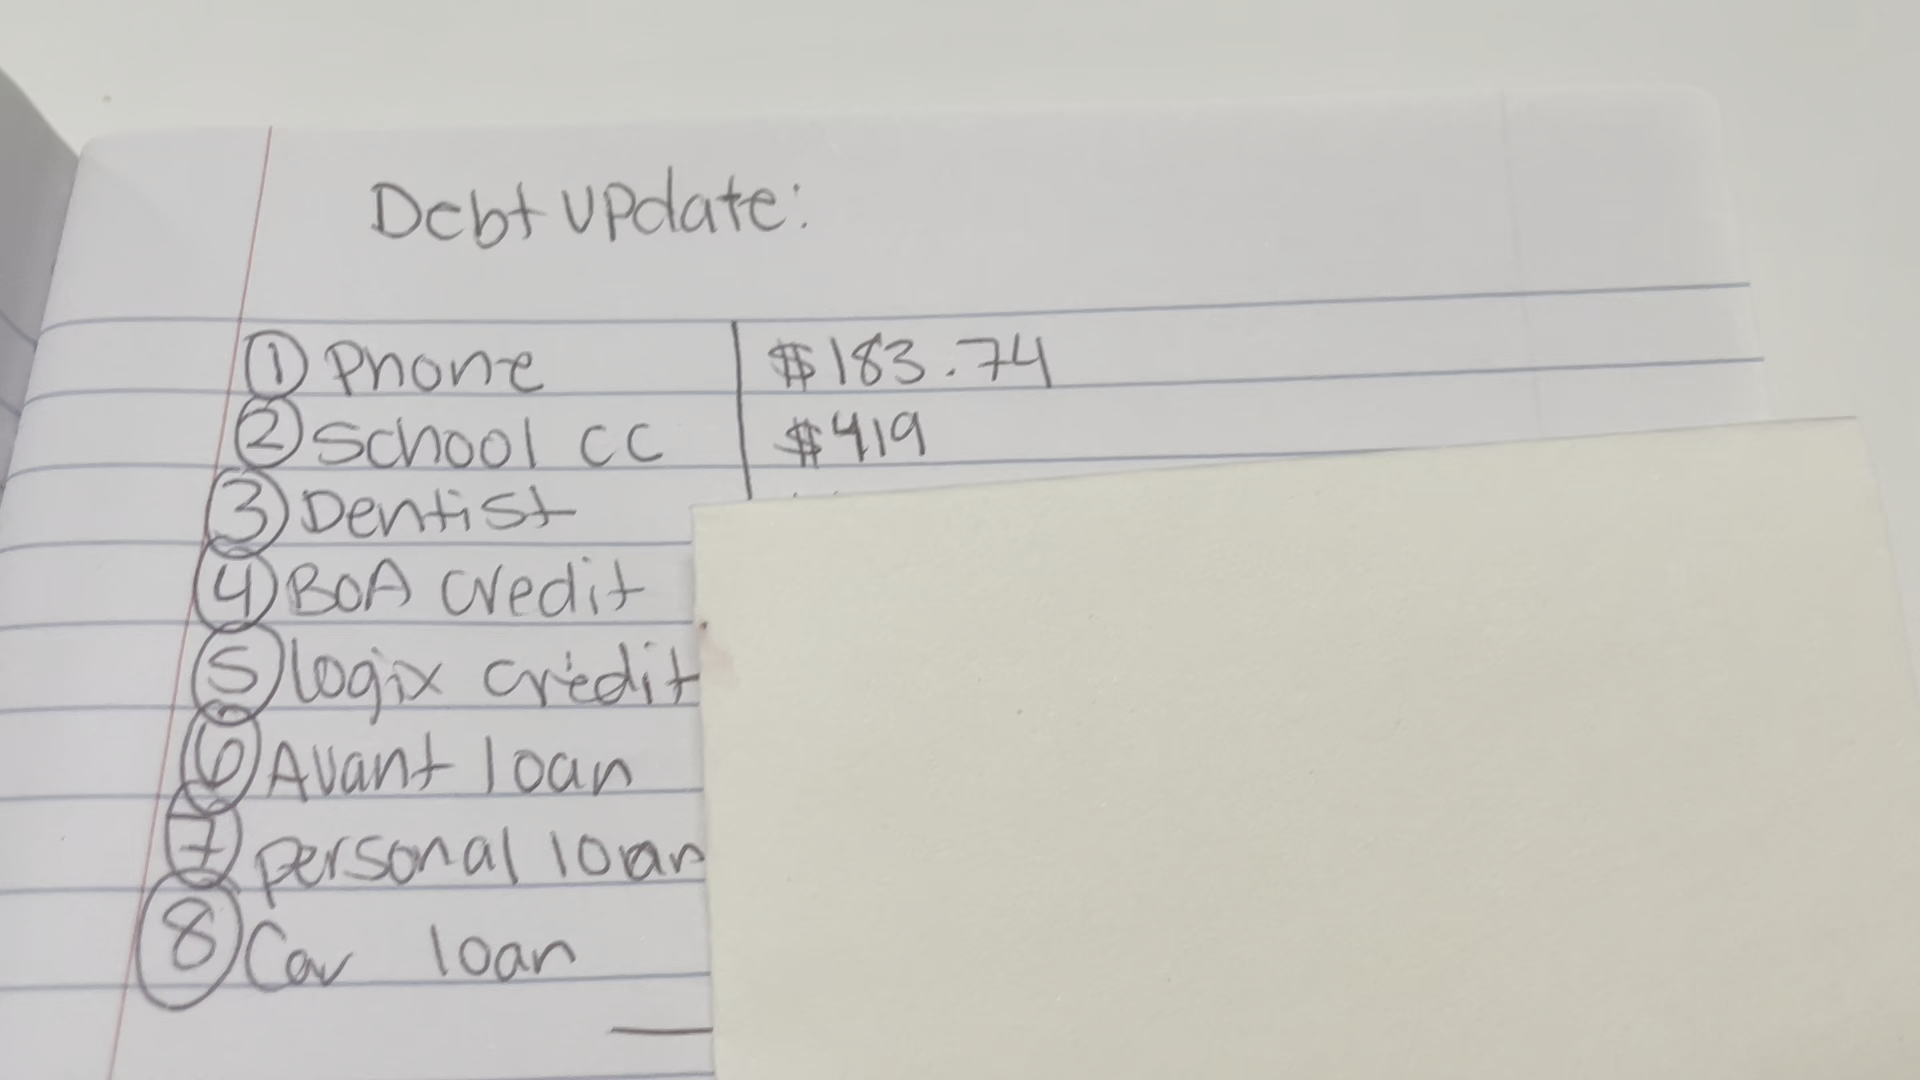 Debt update:
① Phone $183.74
② School cc $419
③ Dentist
④ BOA credit
⑤ logix credit
⑥ Avant loan
⑦ personal loan
⑧ Car loan